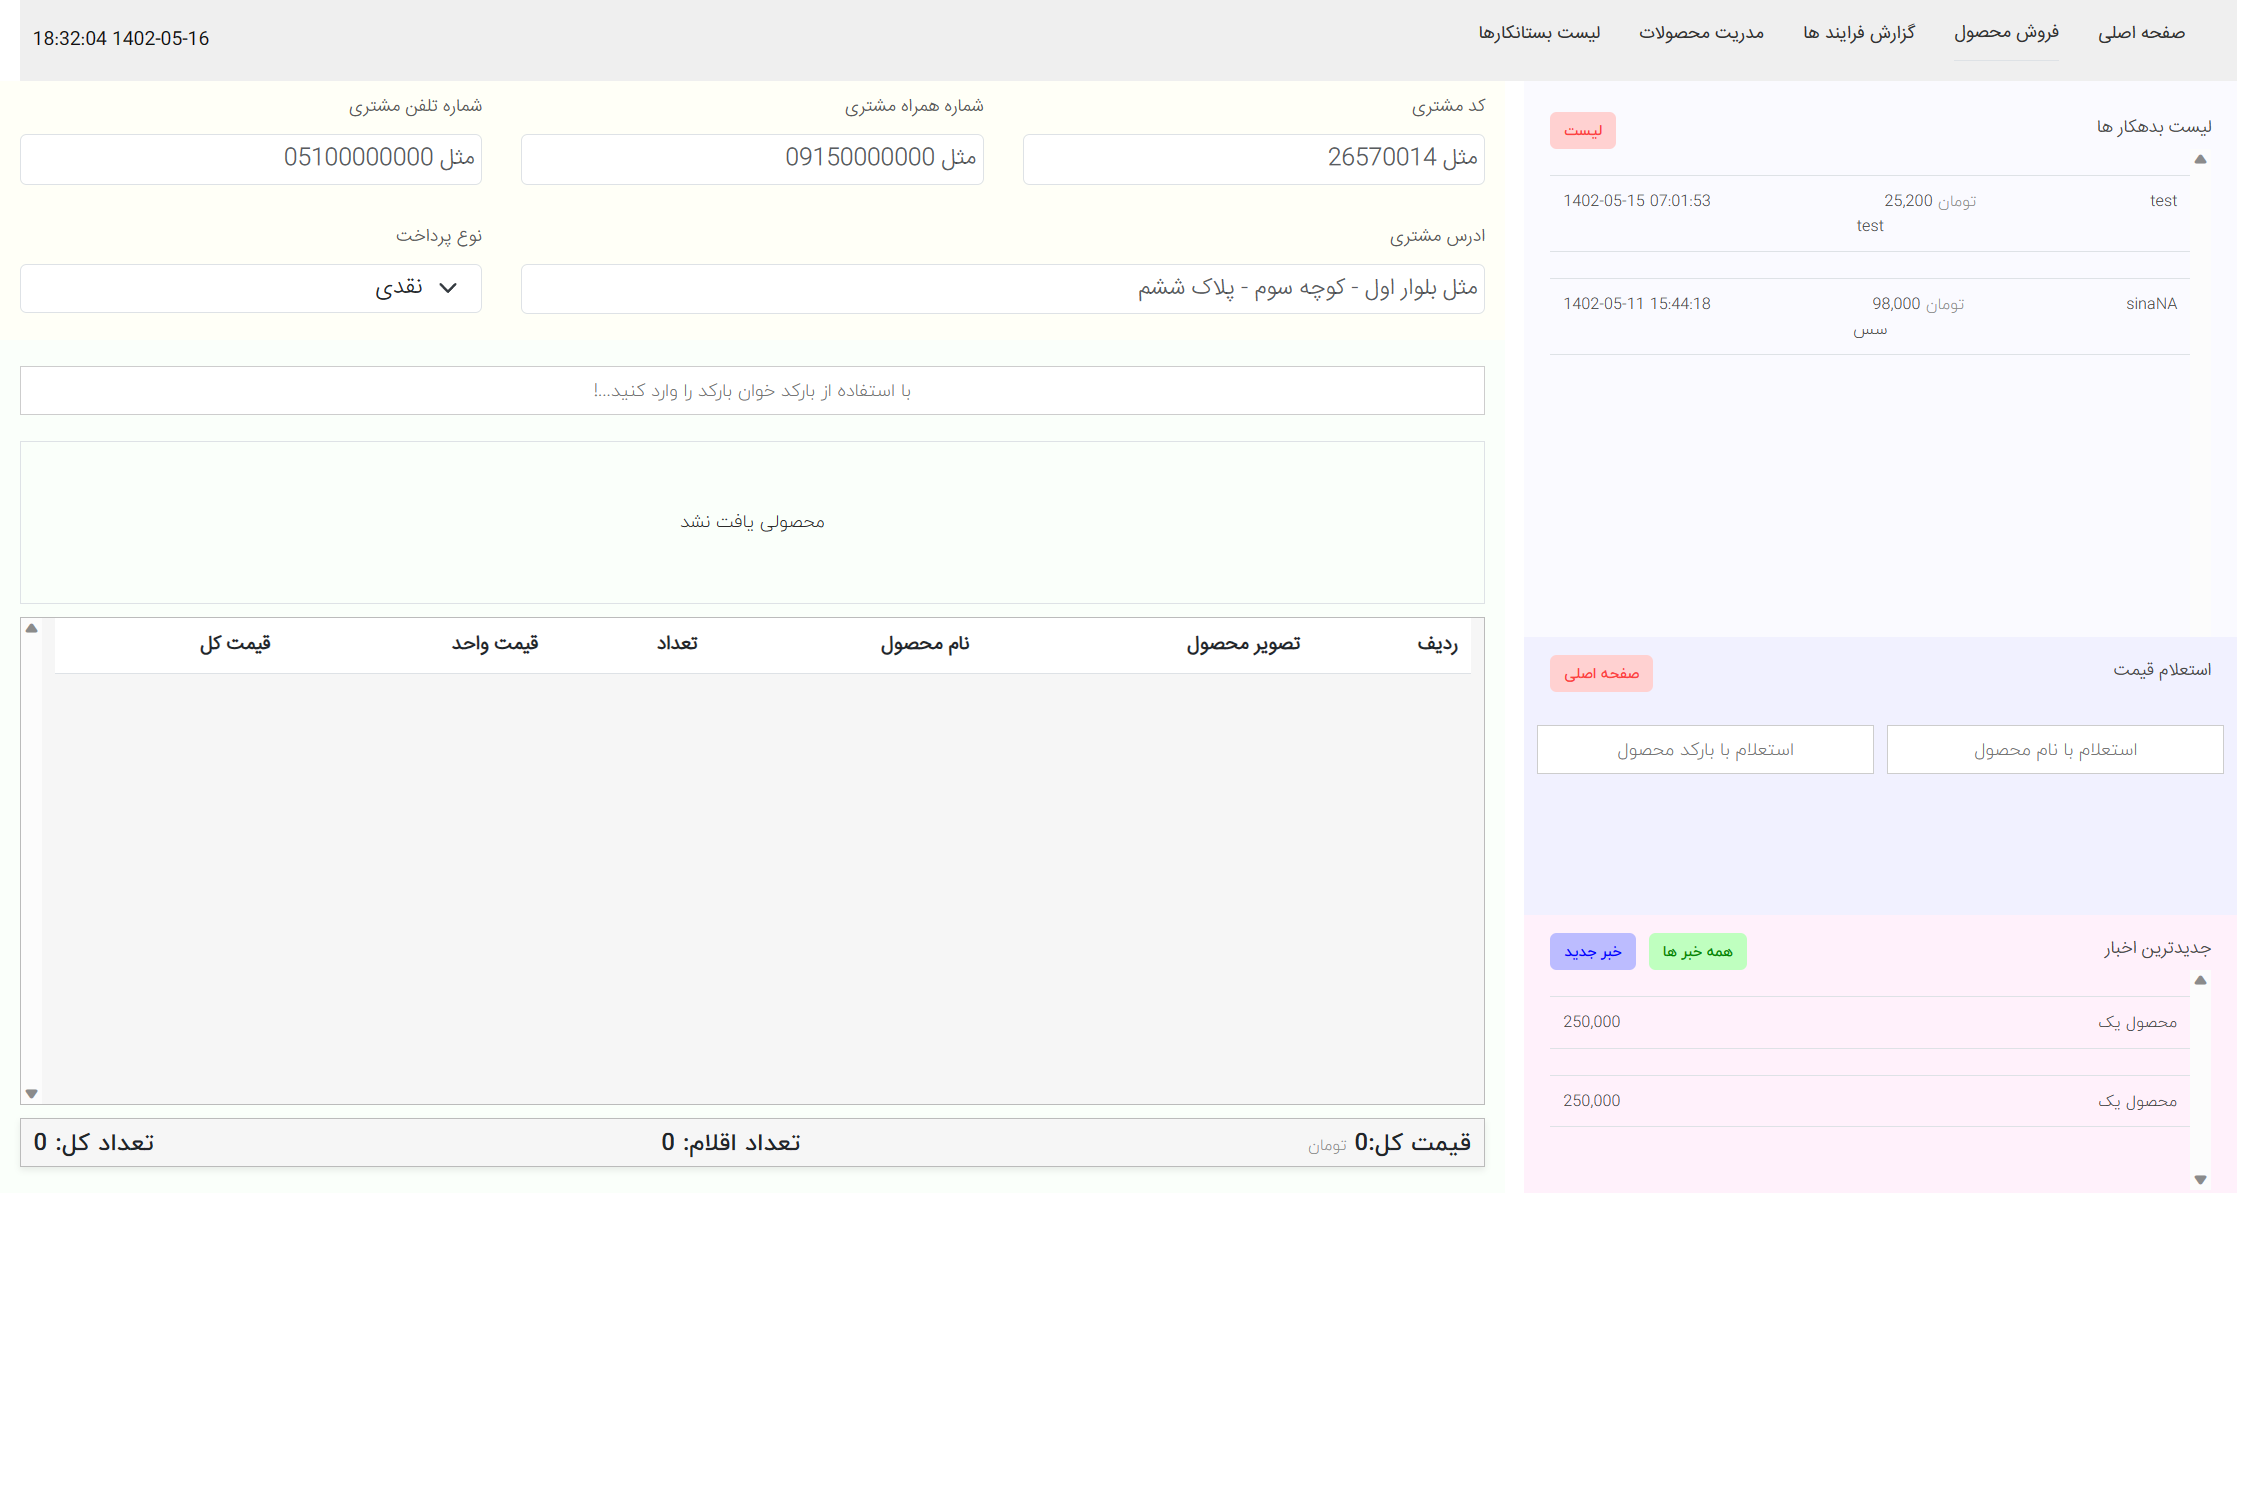 صفحه اصلی
فروش محصول
گزارش فرایند ها
مدریت محصولات
لیست بستانکارها
18:32:04 1402-05-16
لیست بدهکار ها
لیست
test
25,200 تومان
test
1402-05-15 07:01:53
sinaNA
98,000 تومان
سس
1402-05-11 15:44:18
استعلام قیمت
صفحه اصلی
استعلام با نام محصول
استعلام با بارکد محصول
جدیدترین اخبار
همه خبر ها
خبر جدید
محصول یک
250,000
محصول یک
250,000
کد مشتری
شماره همراه مشتری
شماره تلفن مشتری
مثل 26570014
مثل 09150000000
مثل 05100000000
ادرس مشتری
نوع پرداخت
مثل بلوار اول - کوچه سوم - پلاک ششم
نقدی
با استفاده از بارکد خوان بارکد را وارد کنید...!
محصولی یافت نشد
ردیف
تصویر محصول
نام محصول
تعداد
قیمت واحد
قیمت کل
قیمت کل:0 تومان
تعداد اقلام: 0
تعداد کل: 0